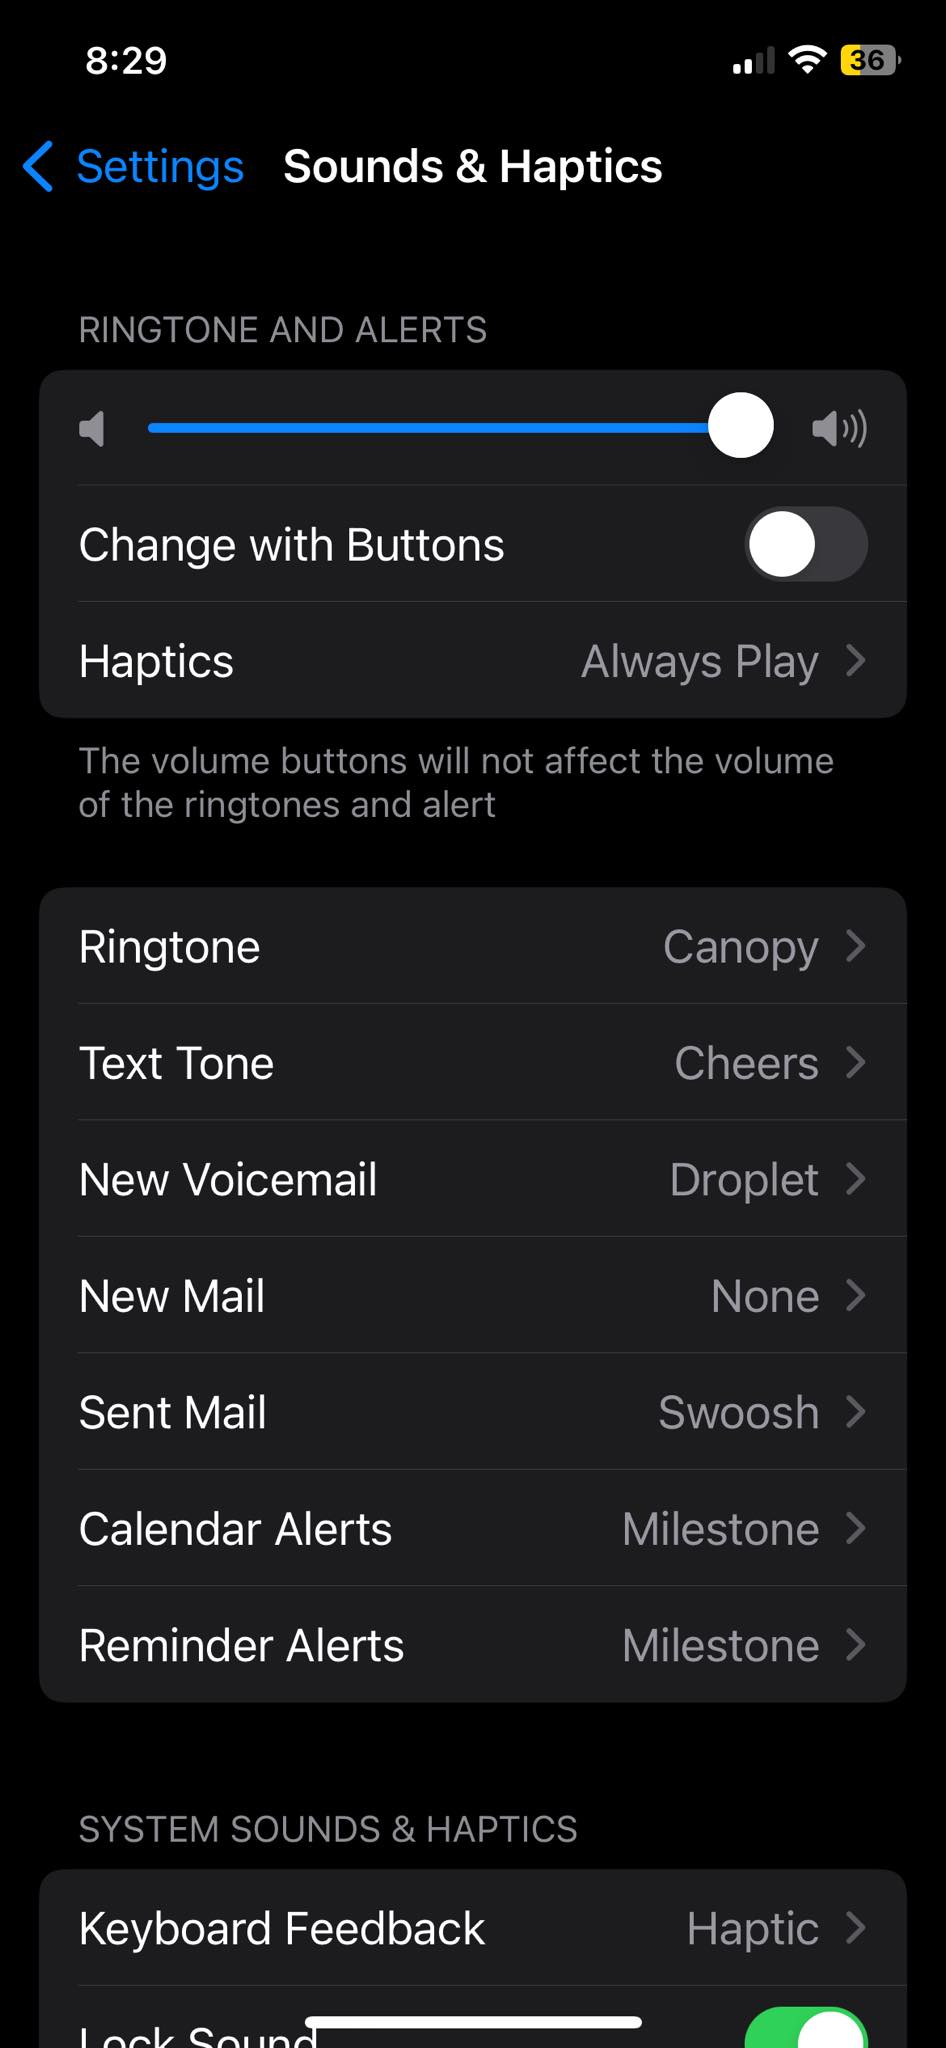 8:29
36
Settings
Sounds & Haptics
RINGTONE AND ALERTS
Change with Buttons
Haptics
Always Play
The volume buttons will not affect the volume
of the ringtones and alert
Ringtone
Canopy
Text Tone
Cheers
New Voicemail
Droplet
New Mail
None
Sent Mail
Swoosh
Calendar Alerts
Milestone
Reminder Alerts
Milestone
SYSTEM SOUNDS & HAPTICS
Keyboard Feedback
Haptic
Lock Sound